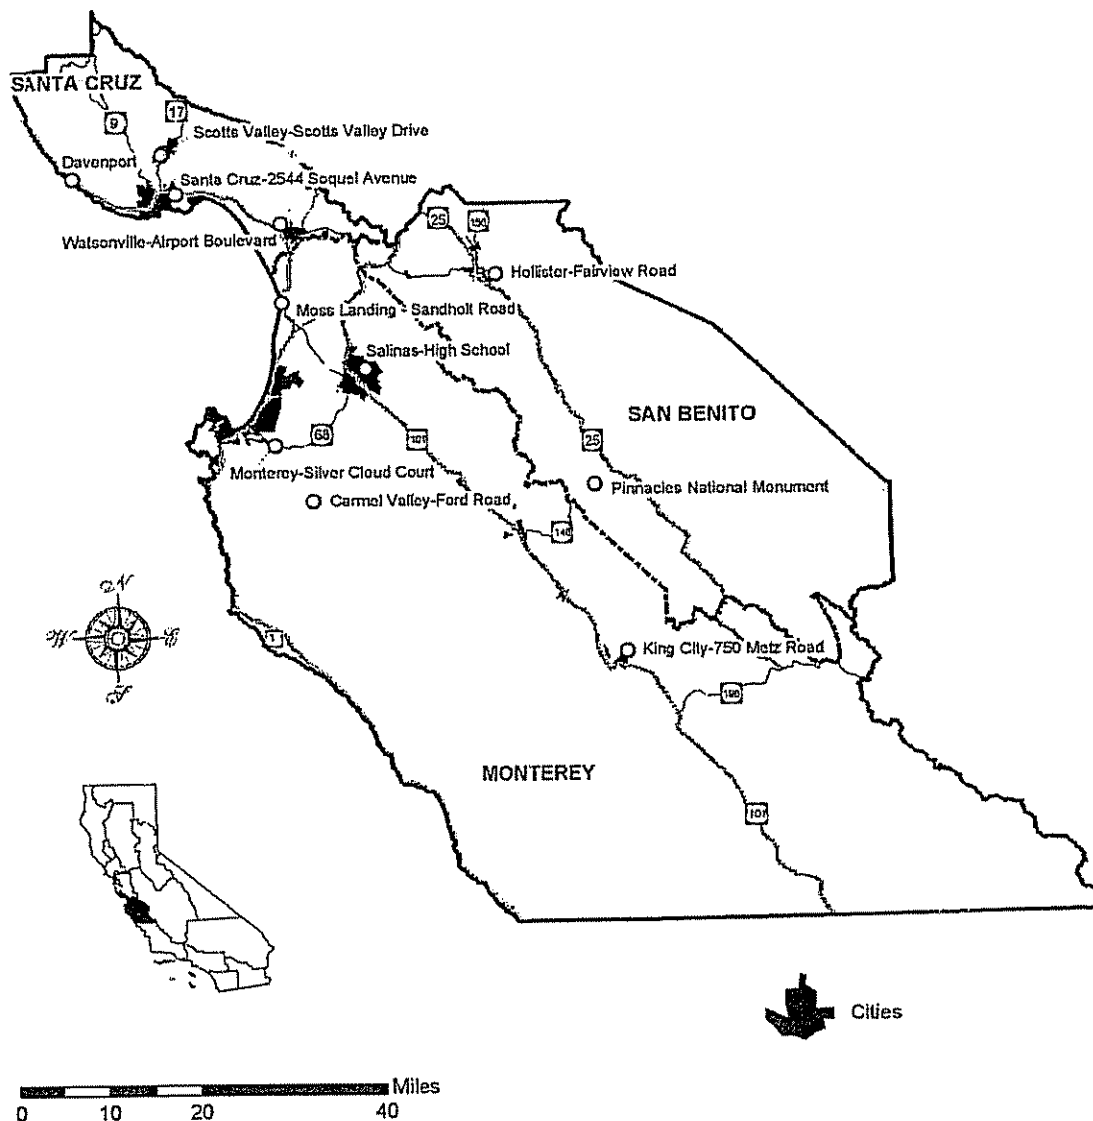 SANTA CRUZ
17
9
Scotts Valley-Scotts Valley Drive
Davenport
Santa Cruz-2544 Soquel Avenue
25
156
Watsonville-Airport Boulevard
Hollister-Fairview Road
Moss Landing - Sandholt Road
Salinas-High School
SAN BENITO
68
101
25
Monterey-Silver Cloud Court
Pinnacles National Monument
Carmel Valley-Ford Road
146
N
W
E
S
1
King City-750 Metz Road
198
MONTEREY
101
Cities
Miles
0 10 20 40